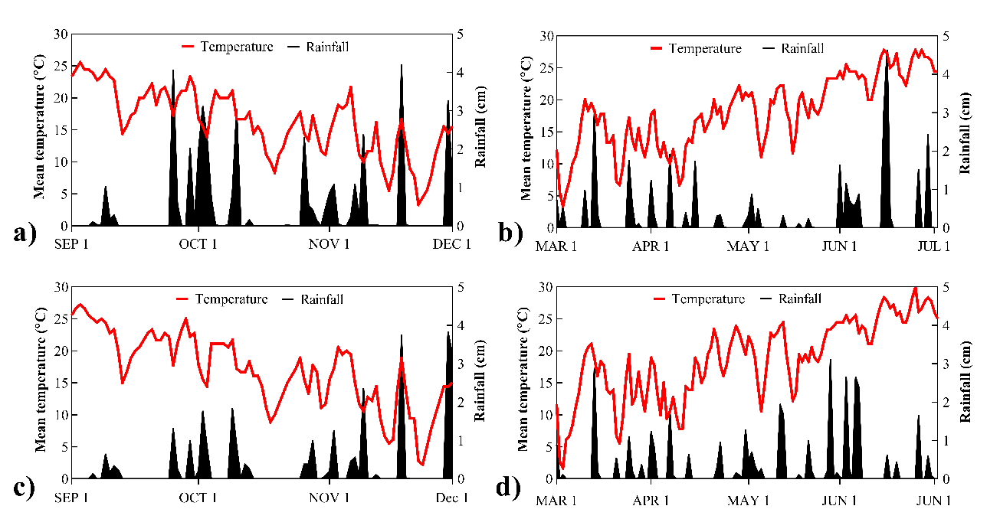 30
25
20
15
10
5
0
Mean temperature (°C)
Temperature
Rainfall
5
4
3
2
1
0
Rainfall (cm)
SEP 1 OCT 1 NOV 1 DEC 1
a)
30
25
20
15
10
5
0
Mean temperature (°C)
Temperature
Rainfall
5
4
3
2
1
0
Rainfall (cm)
MAR 1 APR 1 MAY 1 JUN 1 JUL 1
b)
30
25
20
15
10
5
0
Mean temperature (°C)
Temperature
Rainfall
5
4
3
2
1
0
Rainfall (cm)
SEP 1 OCT 1 NOV 1 Dec 1
c)
30
25
20
15
10
5
0
Mean temperature (°C)
Temperature
Rainfall
5
4
3
2
1
0
Rainfall (cm)
MAR 1 APR 1 MAY 1 JUN 1 JUN 1
d)